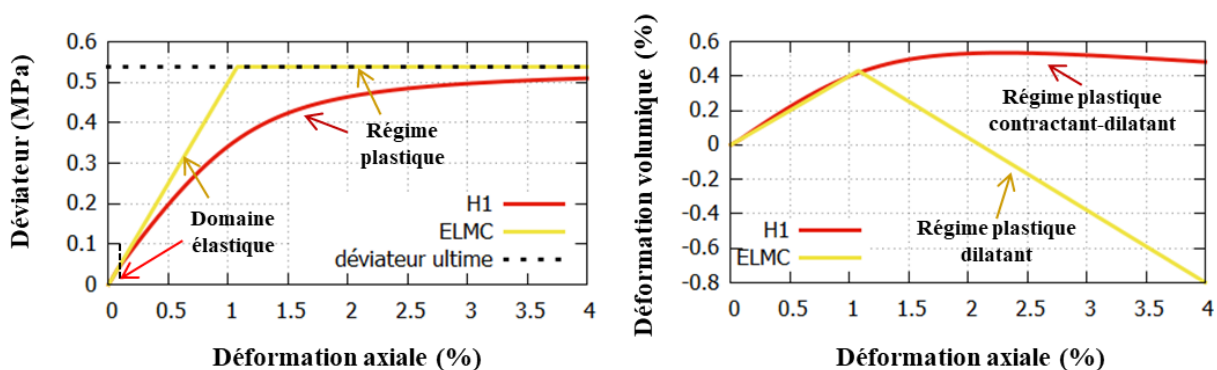 Déviateur (MPa)
0.6
0.5
0.4
0.3
0.2
0.1
0
Régime
plastique
Domaine
élastique
H1
ELMC
déviateur ultime
0 0.5 1 1.5 2 2.5 3 3.5 4
Déformation axiale (%)
Déformation volumique (%)
0.6
0.4
0
-0.2
-0.4
-0.6
-0.8
Régime plastique
contractant-dilatant
H1
ELMC
Régime plastique
dilatant
0 0.5 1 1.5 2 2.5 3 3.5 4
Déformation axiale (%)